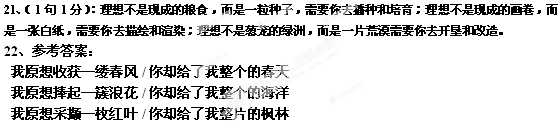 21、（1句1分）：理想不是现成的粮食，而是一粒种子，需要你去播种和培育；理想不是现成的画卷，而
是一张白纸，需要你去描绘和渲染；理想不是葱茏的绿洲，而是一片荒漠需要你去开垦和改造。
22、参考答案：
我原想收获一缕春风 / 你却给了我整个的春天
我原想捧起一簇浪花 / 你却给了我整个的海洋
我原想采撷一枚红叶 / 你却给了我整片的枫林